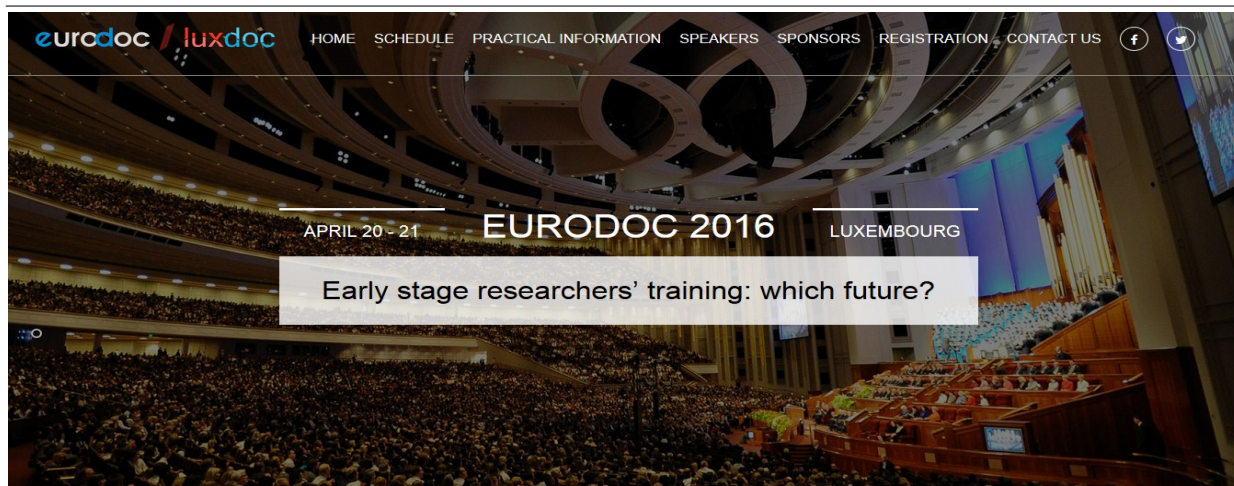 eurodoc / luxdoc HOME SCHEDULE PRACTICAL INFORMATION SPEAKERS SPONSORS REGISTRATION CONTACT US f
APRIL 20 - 21 EURODOC 2016 LUXEMBOURG
Early stage researchers’ training: which future?